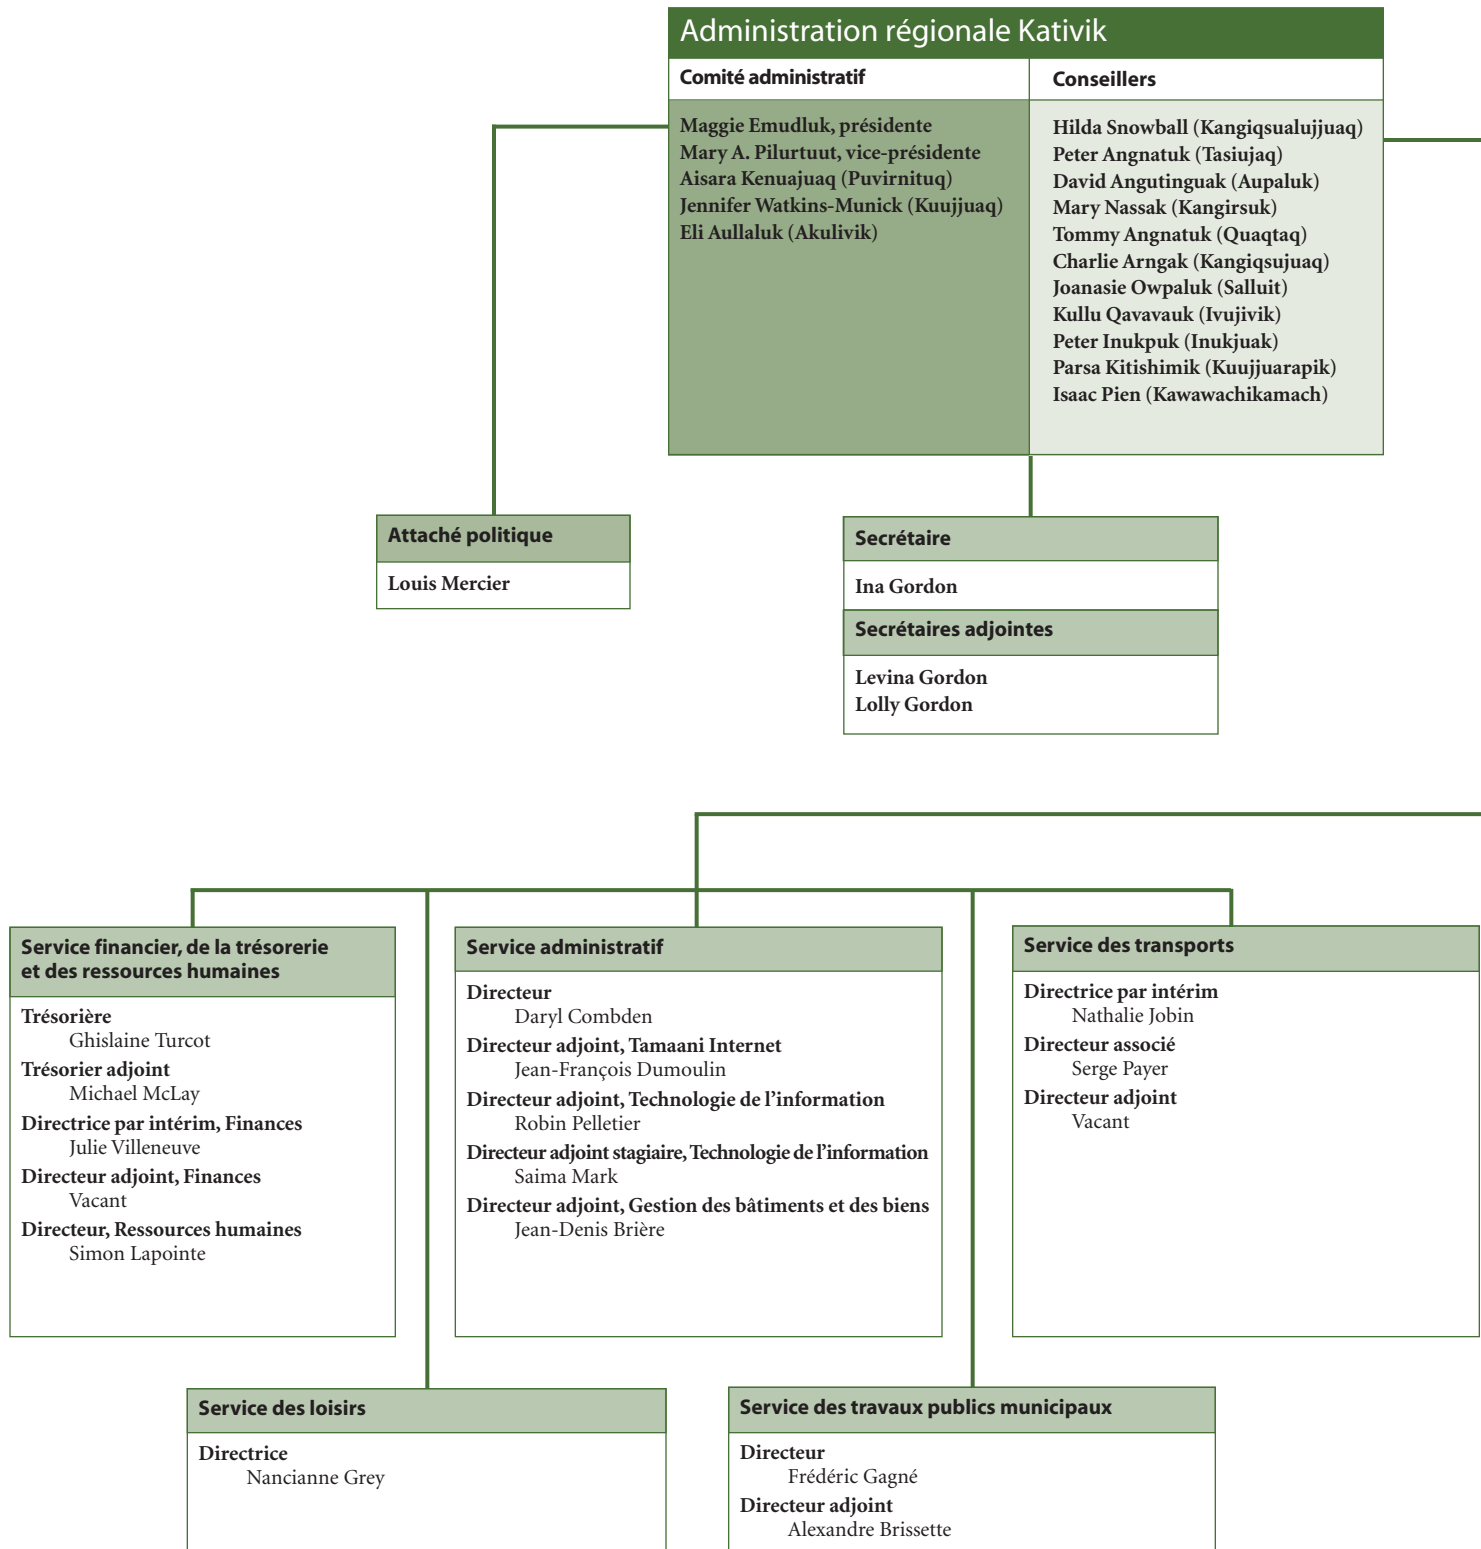 Administration régionale Kativik
Comité administratif
Maggie Emudluk, présidente
Mary A. Pilurtuut, vice-présidente
Aisara Kenuajuaq (Puvirnituq)
Jennifer Watkins-Munick (Kuujjuaq)
Eli Aullaluk (Akulivik)
Conseillers
Hilda Snowball (Kangiqsualujjuaq)
Peter Angnatuk (Tasiujaq)
David Angutinguak (Aupaluk)
Mary Nassak (Kangirsuk)
Tommy Angnatuk (Quaqtaq)
Charlie Arngak (Kangiqsujuaq)
Joanasie Owpaluk (Salluit)
Kullu Qavavauk (Ivujivik)
Peter Inukpuk (Inukjuak)
Parsa Kitishimik (Kuujjuarapik)
Isaac Pien (Kawawachikamach)
Attaché politique
Louis Mercier
Secrétaire
Ina Gordon
Secrétaires adjointes
Levina Gordon
Lolly Gordon
Service financier, de la trésorerie
et des ressources humaines
Trésorière
Ghislaine Turcot
Trésorier adjoint
Michael McLay
Directrice par intérim, Finances
Julie Villeneuve
Directeur adjoint, Finances
Vacant
Directeur, Ressources humaines
Simon Lapointe
Service administratif
Directeur
Daryl Combden
Directeur adjoint, Tamaani Internet
Jean-François Dumoulin
Directeur adjoint, Technologie de l'information
Robin Pelletier
Directeur adjoint stagiaire, Technologie de l'information
Saima Mark
Directeur adjoint, Gestion des bâtiments et des biens
Jean-Denis Brière
Service des transports
Directrice par intérim
Nathalie Jobin
Directeur associé
Serge Payer
Directeur adjoint
Vacant
Service des loisirs
Directrice
Nancianne Grey
Service des travaux publics municipaux
Directeur
Frédéric Gagné
Directeur adjoint
Alexandre Brissette